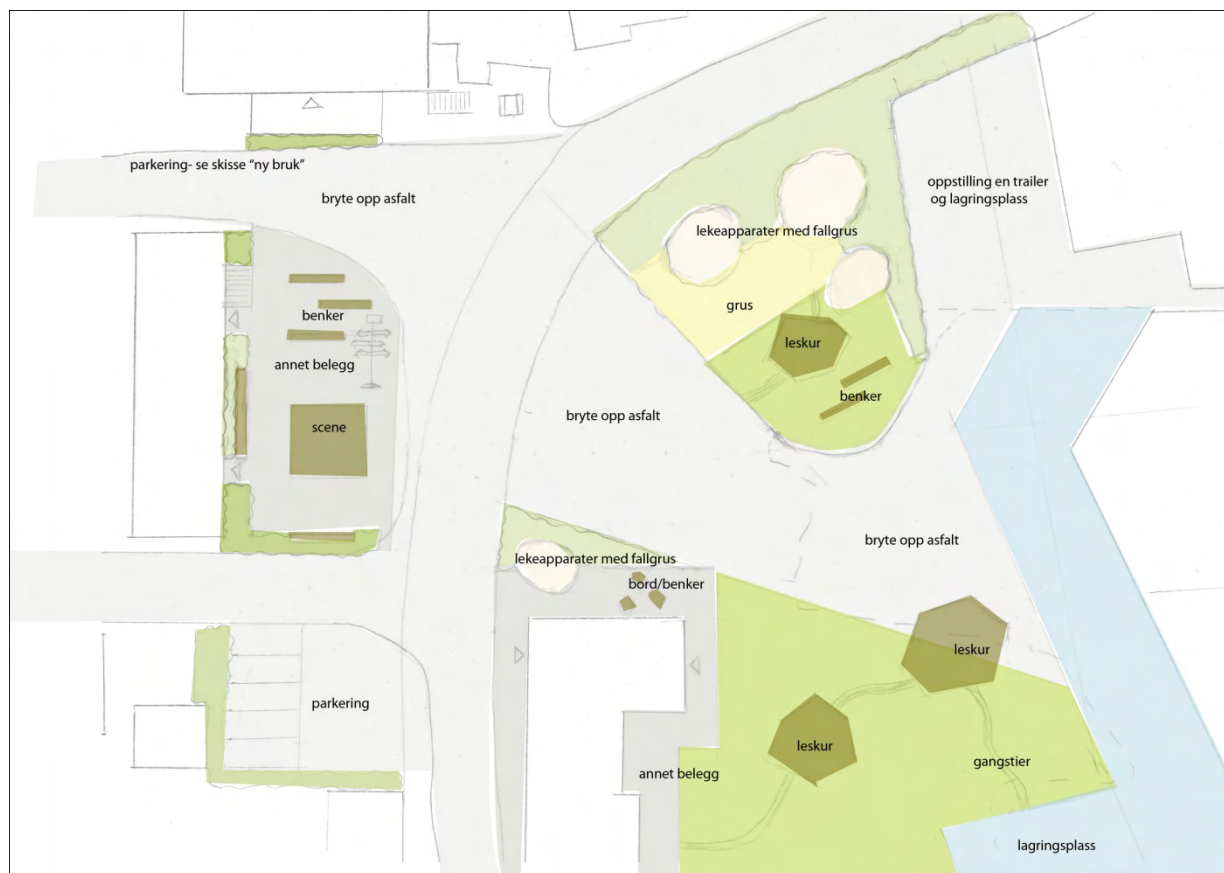 parkering- se skisse "ny bruk"
bryte opp asfalt
oppstilling en trailer
og lagringsplass
lekeapparater med fallgrus
grus
benker
leskur
annet belegg
benker
bryte opp asfalt
scene
bryte opp asfalt
lekeapparater med fallgrus
bord/benker
leskur
parkering
leskur
annet belegg
gangstier
lagringsplass